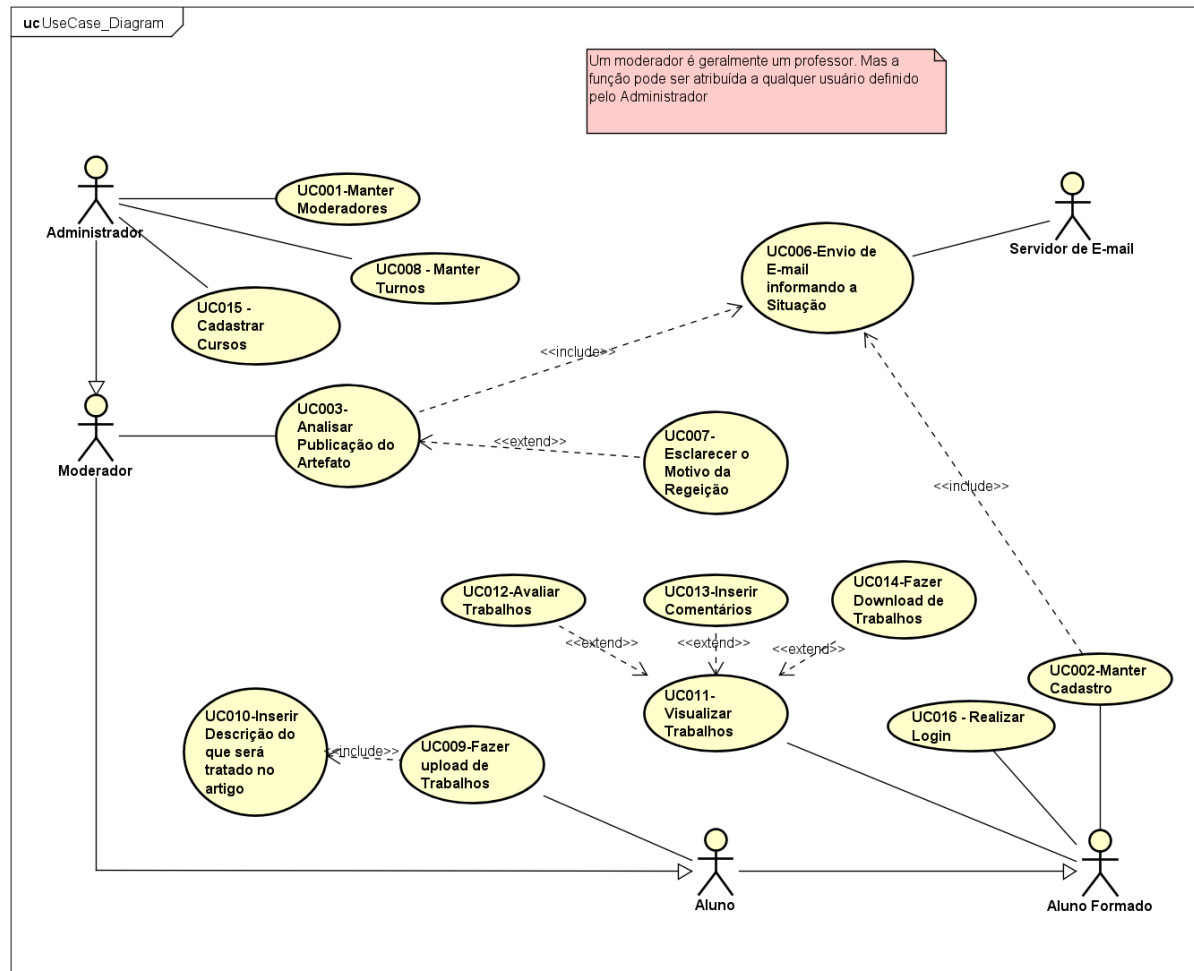 uc UseCase_Diagram
Um moderador é geralmente um professor. Mas a
função pode ser atribuída a qualquer usuário definido
pelo Administrador
Administrador
UC001-Manter
Moderadores
UC008 - Manter
Turnos
UC015 -
Cadastrar
Cursos
UC006-Envio de
E-mail
informando a
Situação
Servidor de E-mail
<<include>>
Moderador
UC003-
Analisar
Publicação do
Artefato
<<extend>>
UC007-
Esclarecer o
Motivo da
Regeição
<<include>>
UC012-Avaliar
Trabalhos
UC013-Inserir
Comentários
UC014-Fazer
Download de
Trabalhos
<<extend>>
<<extend>>
<<extend>>
UC011-
Visualizar
Trabalhos
UC002-Manter
Cadastro
UC016 - Realizar
Login
UC010-Inserir
Descrição do
que será
tratado no
artigo
<<include>>
UC009-Fazer
upload de
Trabalhos
Aluno
Aluno Formado